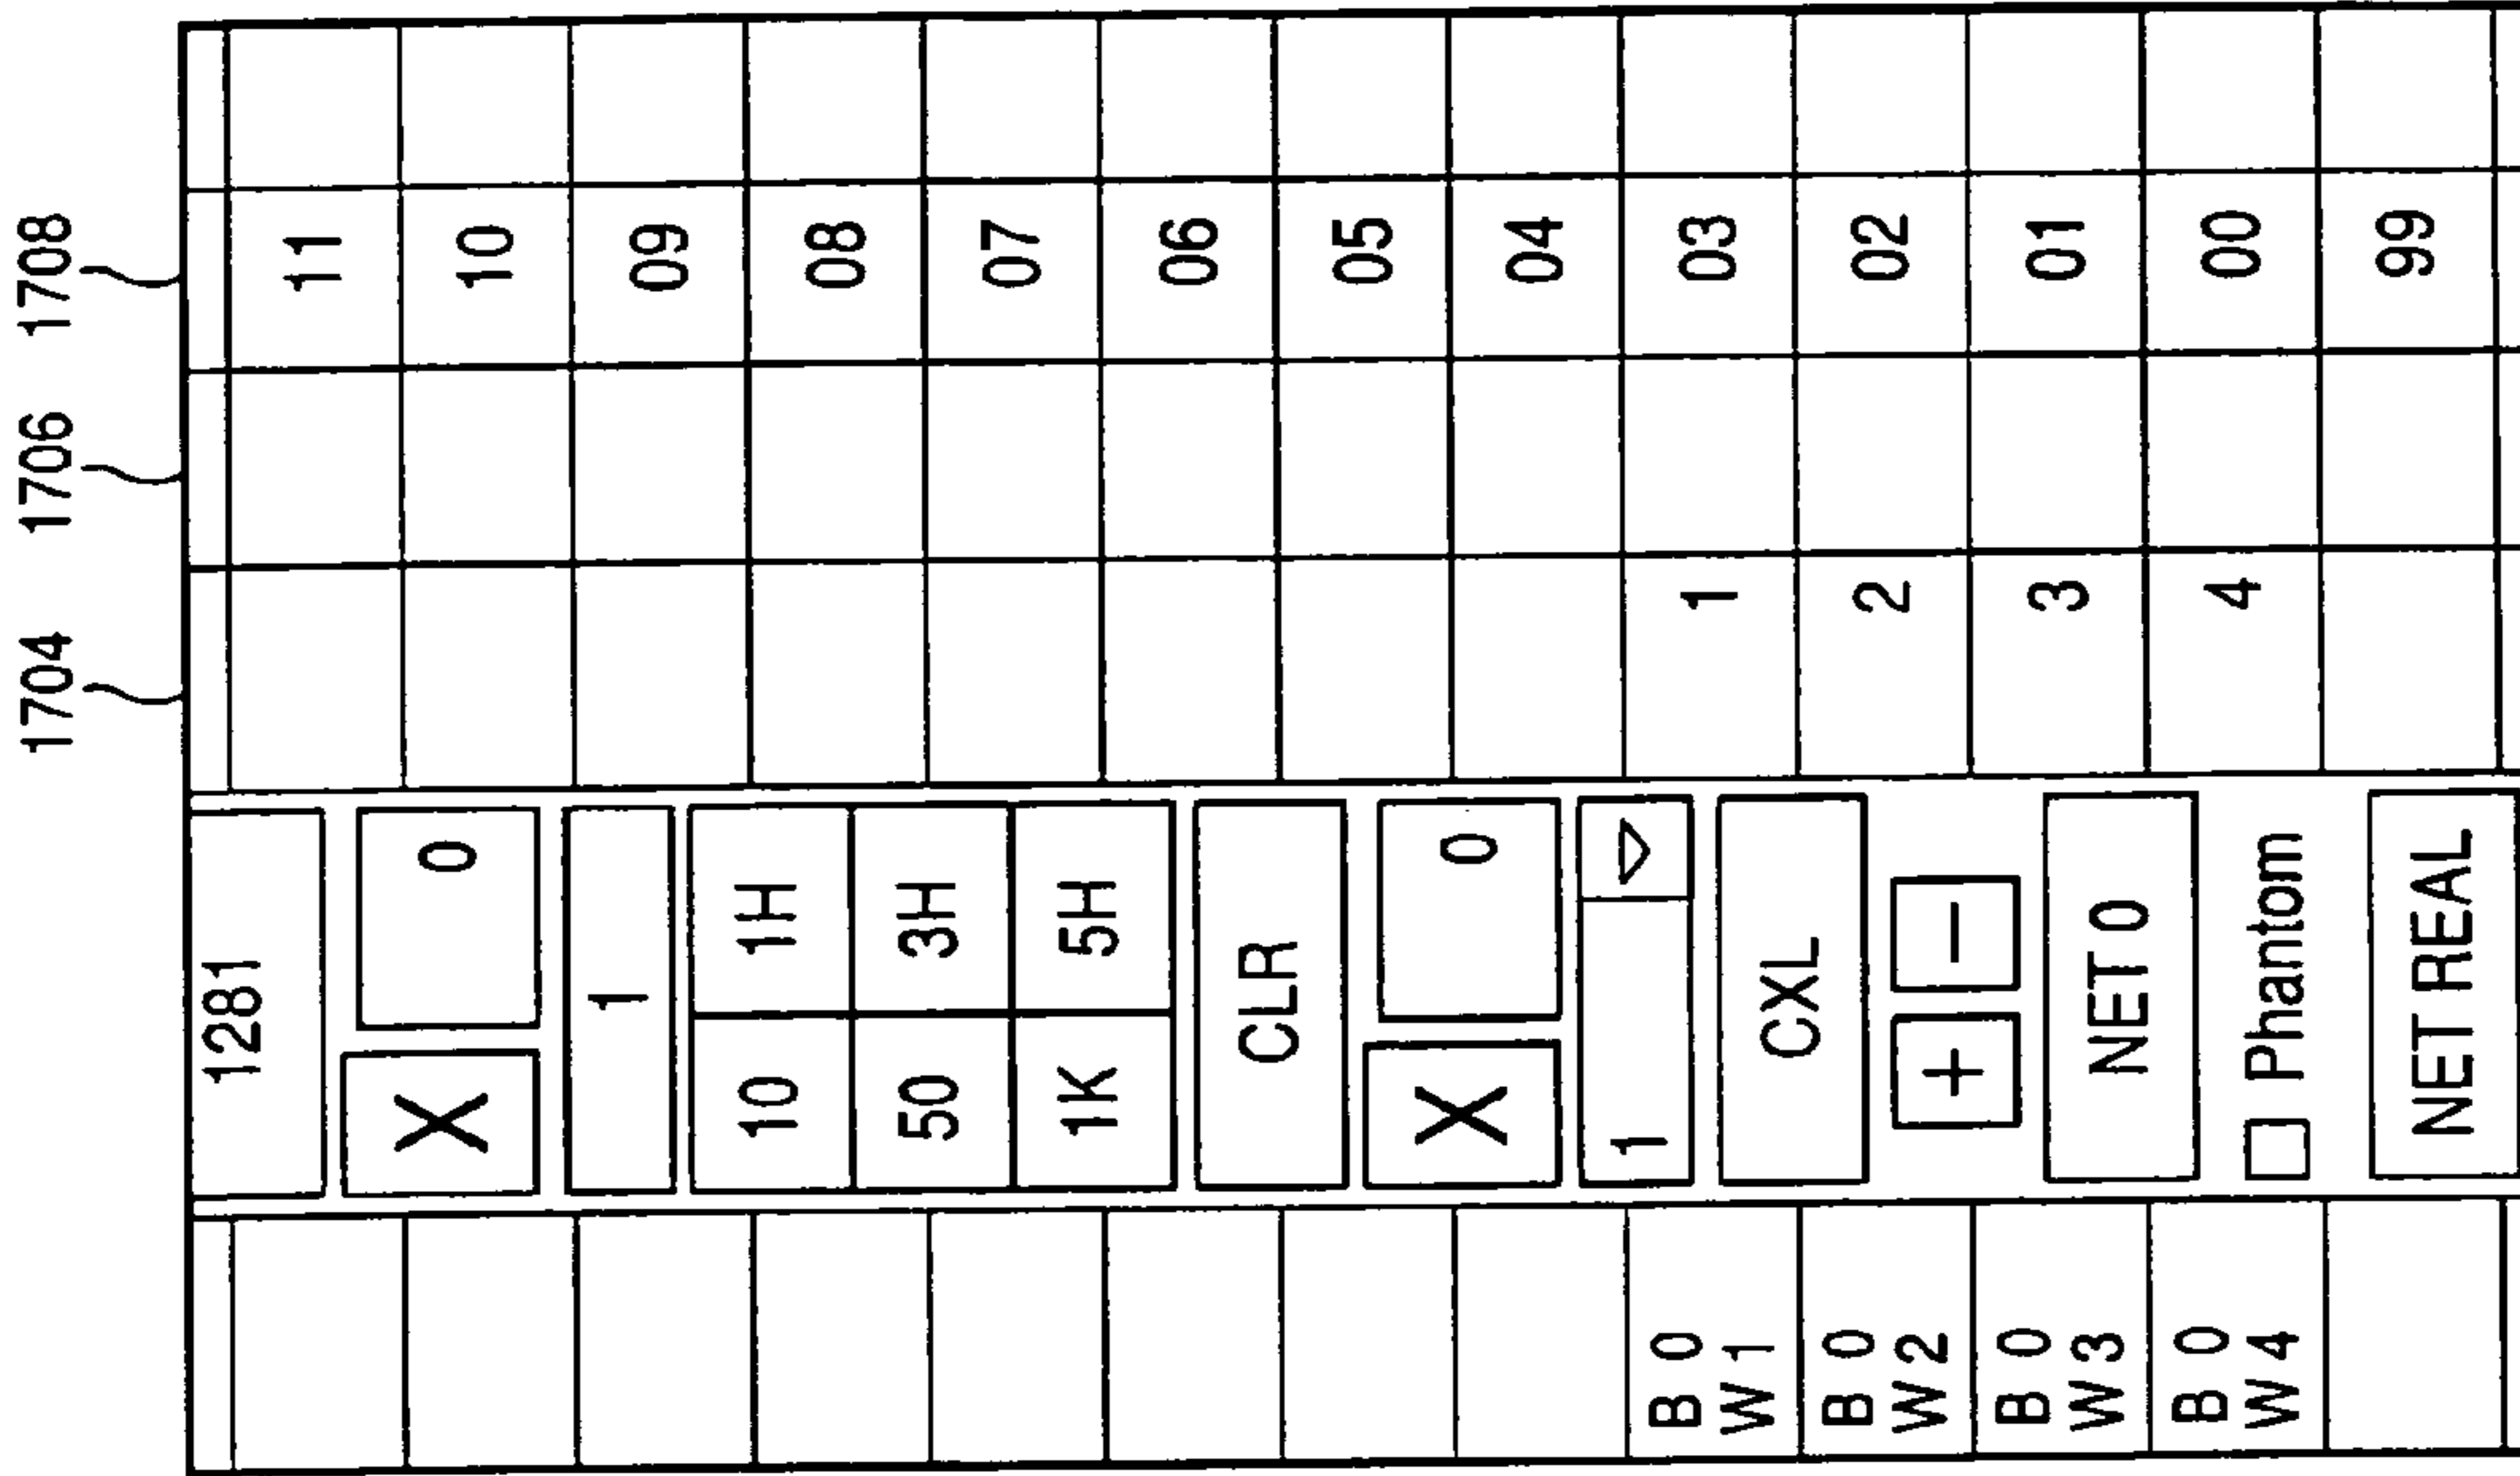 1704
1706
1708
B 0
W 1
B 0
W 2
B 0
W 3
B 0
W 4
1281
X 0
1
10 1H
50 3H
1K 5H
CLR
X 0
1
CXL
+ −
NET 0
Phantom
NET REAL
1
2
3
4
11
10
09
08
07
06
05
04
03
02
01
00
99